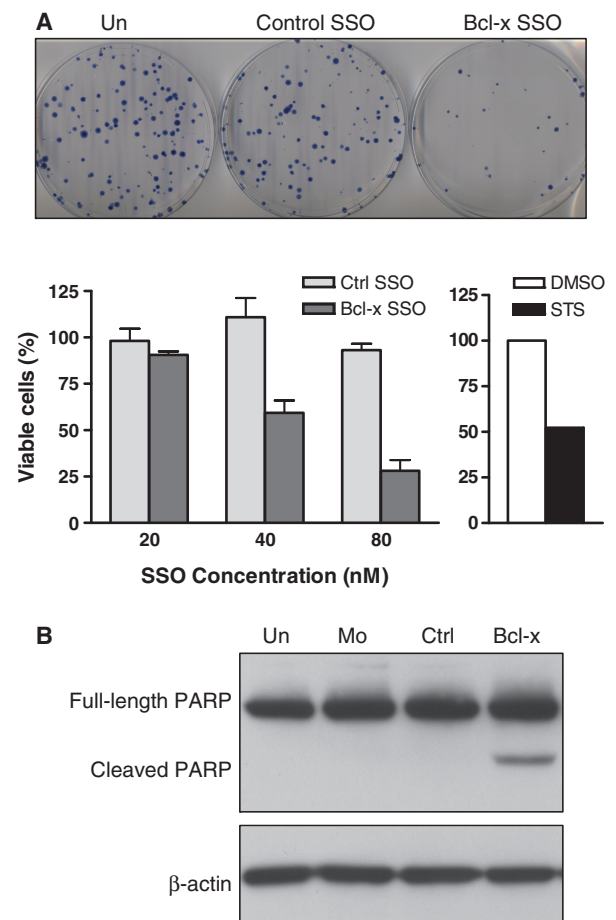 A
Un Control SSO Bcl-x SSO
Ctrl SSO
Bcl-x SSO
DMSO
STS
Viable cells (%)
125
100
75
50
25
0
20 40 80
SSO Concentration (nM)
125
100
75
50
25
0
B
Un Mo Ctrl Bcl-x
Full-length PARP
Cleaved PARP
β-actin